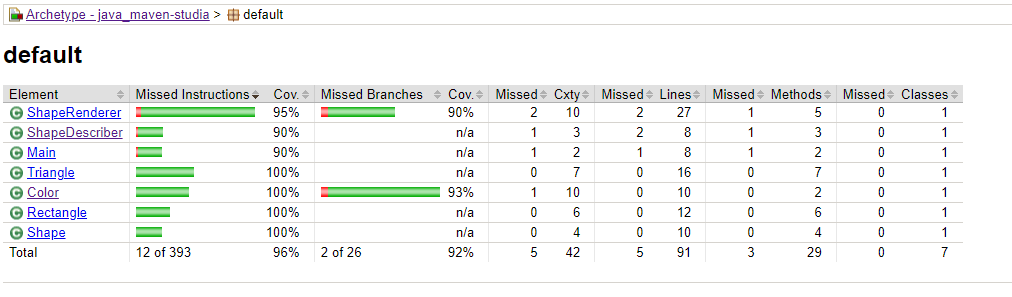 Archetype - java_maven-studia > default
default
Element Missed Instructions Cov. Missed Branches Cov. Missed Cxty Missed Lines Missed Methods Missed Classes
ShapeRenderer 95% 90% 2 10 2 27 1 5 0 1
ShapeDescriber 90% n/a 1 3 2 8 1 3 0 1
Main 90% n/a 1 2 1 8 1 2 0 1
Triangle 100% n/a 0 7 0 16 0 7 0 1
Color 100% 93% 1 10 0 10 0 2 0 1
Rectangle 100% n/a 0 6 0 12 0 6 0 1
Shape 100% n/a 0 4 0 10 0 4 0 1
Total 12 of 393 96% 2 of 26 92% 5 42 5 91 3 29 0 7